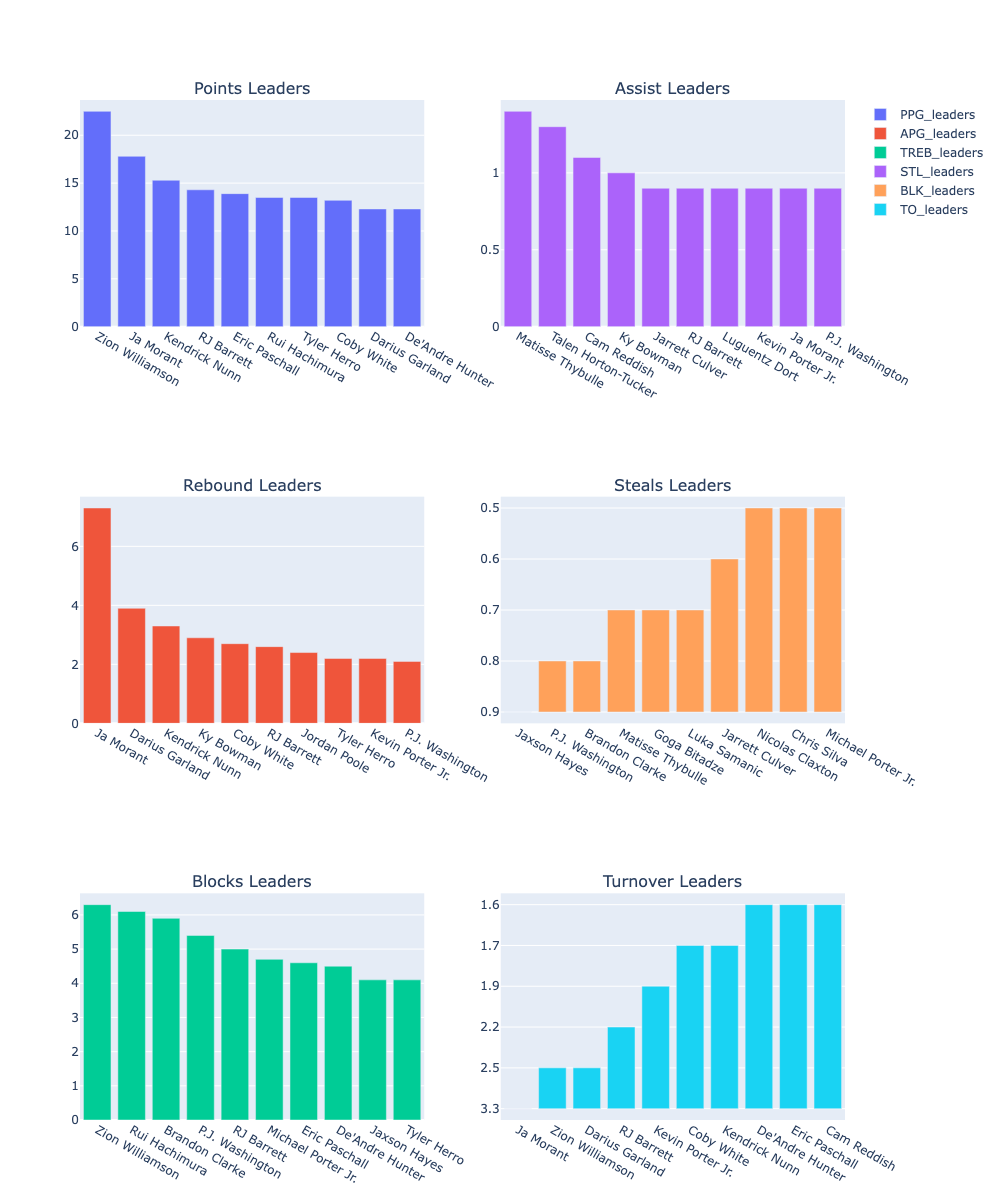 Points Leaders
20
15
10
5
0
Zion Williamson
Ja Morant
Kendrick Nunn
RJ Barrett
Eric Paschall
Rui Hachimura
Tyler Herro
Coby White
Darius Garland
De'Andre Hunter
Assist Leaders
1
0.5
0
Matisse Thybulle
Talen Horton-Tucker
Cam Reddish
Ky Bowman
Jarrett Culver
RJ Barrett
Luguentz Dort
Kevin Porter Jr.
Ja Morant
P.J. Washington
PPG_leaders
APG_leaders
TREB_leaders
STL_leaders
BLK_leaders
TO_leaders
Rebound Leaders
6
4
2
0
Ja Morant
Darius Garland
Kendrick Nunn
Ky Bowman
Coby White
RJ Barrett
Jordan Poole
Tyler Herro
Kevin Porter Jr.
P.J. Washington
Steals Leaders
0.5
0.6
0.7
0.8
0.9
Jaxson Hayes
P.J. Washington
Brandon Clarke
Matisse Thybulle
Goga Bitadze
Luka Samanic
Jarrett Culver
Nicolas Claxton
Chris Silva
Michael Porter Jr.
Blocks Leaders
6
5
4
3
2
1
0
Zion Williamson
Rui Hachimura
Brandon Clarke
P.J. Washington
RJ Barrett
Michael Porter Jr.
Eric Paschall
De'Andre Hunter
Jaxson Hayes
Tyler Herro
Turnover Leaders
1.6
1.7
1.9
2.2
2.5
3.3
Ja Morant
Zion Williamson
Darius Garland
RJ Barrett
Kevin Porter Jr.
Coby White
Kendrick Nunn
De'Andre Hunter
Eric Paschall
Cam Reddish